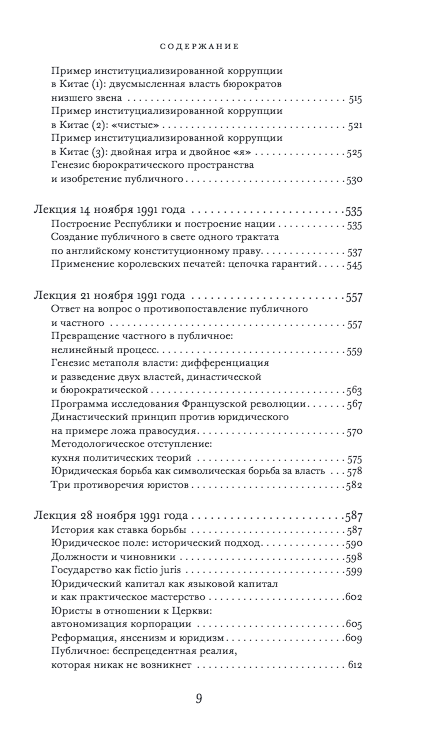 СОДЕРЖАНИЕ
Пример институциализированной коррупции
в Китае (1): двусмысленная власть бюрократов
низшего звена . . . . . . . . . . . . . . . . . . . . . . . . . . . . . . . . . . . 515
Пример институциализированной коррупции
в Китае (2): «чистые» . . . . . . . . . . . . . . . . . . . . . . . . . . . . 521
Пример институциализированной коррупции
в Китае (3): двойная игра и двойное «я» . . . . . . . . . . . . . 525
Генезис бюрократического пространства
и изобретение публичного . . . . . . . . . . . . . . . . . . . . . . . . 530
Лекция 14 ноября 1991 года . . . . . . . . . . . . . . . . . . . . . . . 535
Построение Республики и построение нации . . . . . . . . . . 535
Создание публичного в свете одного трактата
по английскому конституционному праву. . . . . . . . . . . . 537
Применение королевских печатей: цепочка гарантий. . . . 545
Лекция 21 ноября 1991 года . . . . . . . . . . . . . . . . . . . . . . . 557
Ответ на вопрос о противопоставление публичного
и частного . . . . . . . . . . . . . . . . . . . . . . . . . . . . . . . . . . . 557
Превращение частного в публичное:
нелинейный процесс. . . . . . . . . . . . . . . . . . . . . . . . . . . . 559
Генезис метаполя власти: дифференциация
и разведение двух властей, династической
и бюрократической . . . . . . . . . . . . . . . . . . . . . . . . . . . . . 563
Программа исследования Французской революции. . . . . . 567
Династический принцип против юридического
на примере ложа правосудия. . . . . . . . . . . . . . . . . . . . . . 570
Методологическое отступление:
кухня политических теорий . . . . . . . . . . . . . . . . . . . . . . 575
Юридическая борьба как символическая борьба за власть . . 578
Три противоречия юристов . . . . . . . . . . . . . . . . . . . . . . . 582
Лекция 28 ноября 1991 года . . . . . . . . . . . . . . . . . . . . . . . 587
История как ставка борьбы . . . . . . . . . . . . . . . . . . . . . . . 587
Юридическое поле: исторический подход. . . . . . . . . . . . . 590
Должности и чиновники . . . . . . . . . . . . . . . . . . . . . . . . . 598
Государство как fictio juris . . . . . . . . . . . . . . . . . . . . . . . . 599
Юридический капитал как языковой капитал
и как практическое мастерство . . . . . . . . . . . . . . . . . . . . 602
Юристы в отношении к Церкви:
автономизация корпорации . . . . . . . . . . . . . . . . . . . . . . 605
Реформация, янсенизм и юридизм . . . . . . . . . . . . . . . . . . 609
Публичное: беспрецедентная реалия,
которая никак не возникнет . . . . . . . . . . . . . . . . . . . . . . 612
9